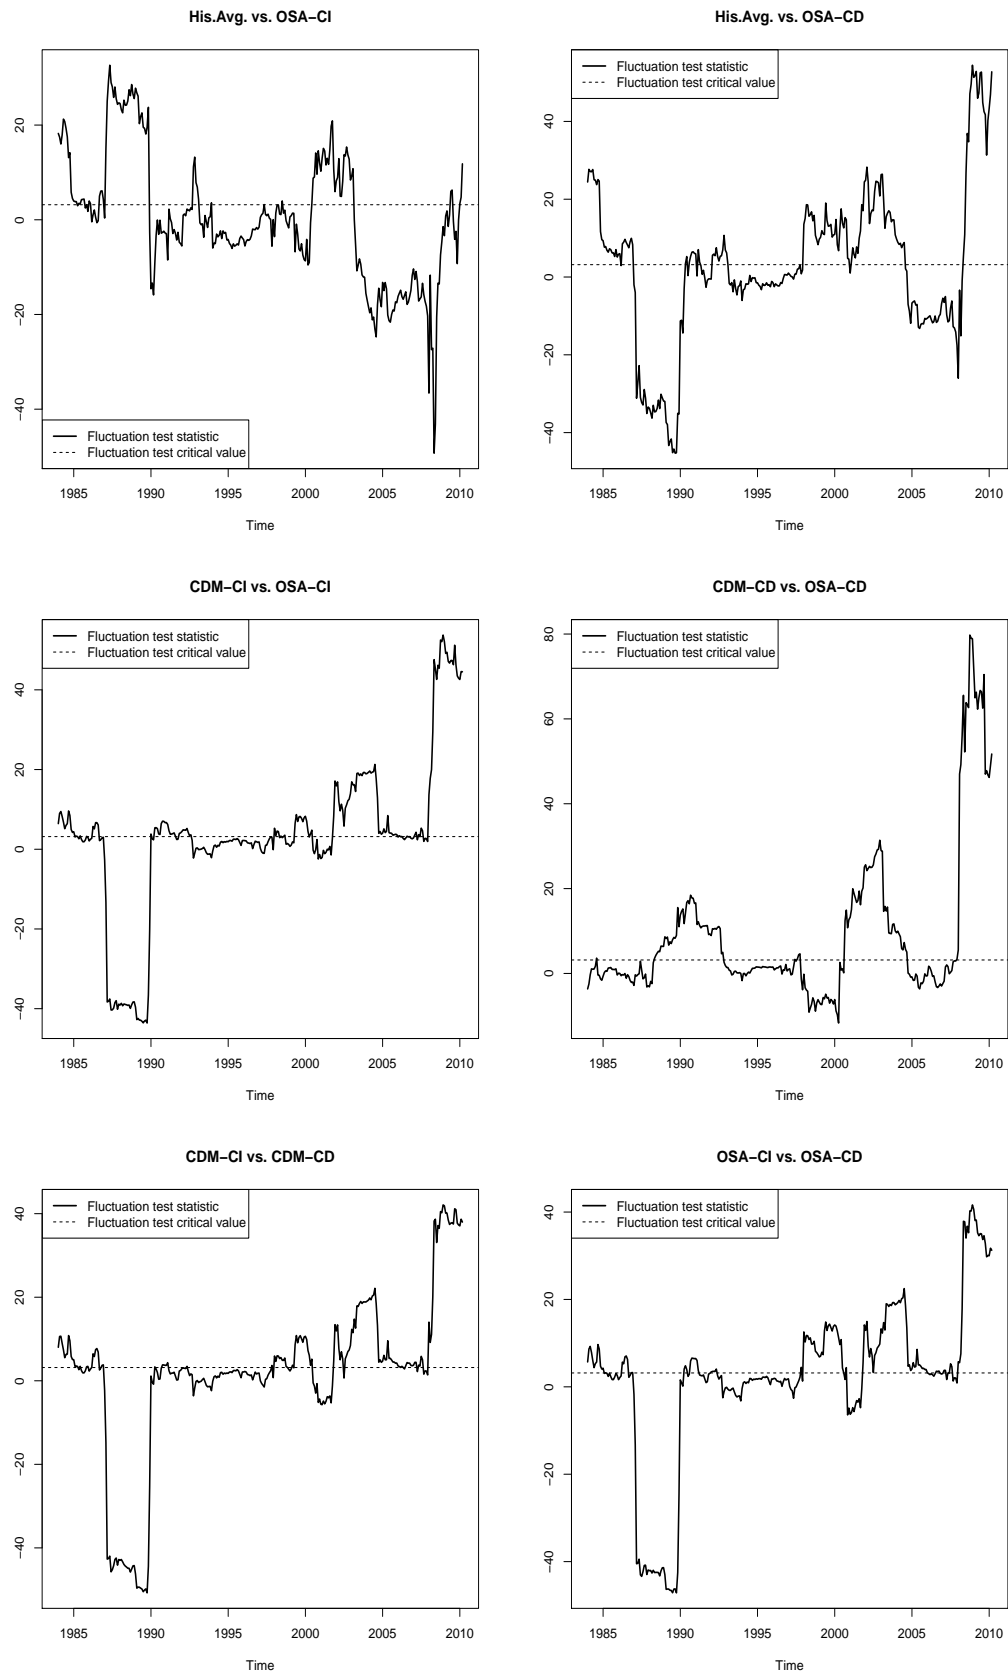 His.Avg. vs. OSA−CI
20
0
−20
−40
Fluctuation test statistic
Fluctuation test critical value
1985 1990 1995 2000 2005 2010
Time
His.Avg. vs. OSA−CD
Fluctuation test statistic
Fluctuation test critical value
40
20
0
−20
−40
1985 1990 1995 2000 2005 2010
Time
CDM−CI vs. OSA−CI
Fluctuation test statistic
Fluctuation test critical value
40
20
0
−20
−40
1985 1990 1995 2000 2005 2010
Time
CDM−CD vs. OSA−CD
Fluctuation test statistic
Fluctuation test critical value
80
60
40
20
0
1985 1990 1995 2000 2005 2010
Time
CDM−CI vs. CDM−CD
Fluctuation test statistic
Fluctuation test critical value
40
20
0
−20
−40
1985 1990 1995 2000 2005 2010
Time
OSA−CI vs. OSA−CD
Fluctuation test statistic
Fluctuation test critical value
40
20
0
−20
−40
1985 1990 1995 2000 2005 2010
Time